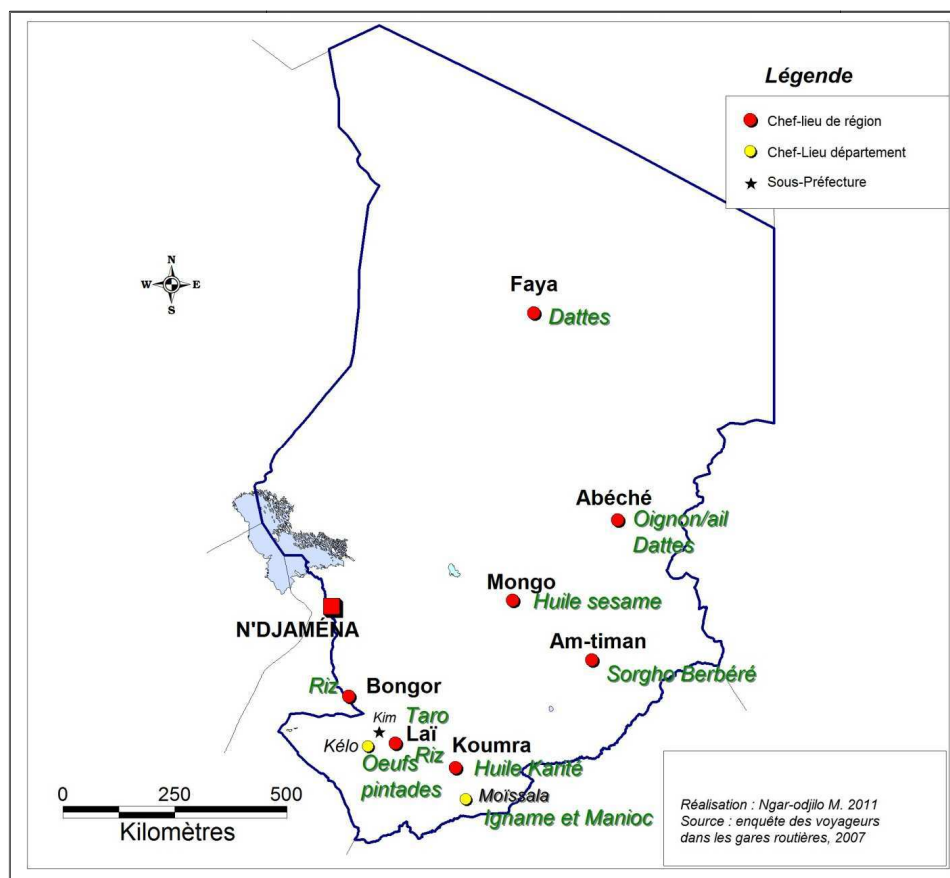 Légende
Chef-lieu de région
Chef-Lieu département
Sous-Préfecture
N
W E
S
Faya
Dattes
Abéché
Oignon/ail
Dattes
Mongo
Huile sesame
N'DJAMÉNA
Am-timan
Sorgho Berbéré
Riz
Bongor
Kim
Taro
Laï
Kélo
Riz
Oeufs
pintades
Koumra
Huile Karité
Moïssala
Igname et Manioc
0 250 500
Kilomètres
Réalisation : Ngar-odjilo M. 2011
Source : enquête des voyageurs
dans les gares routières, 2007